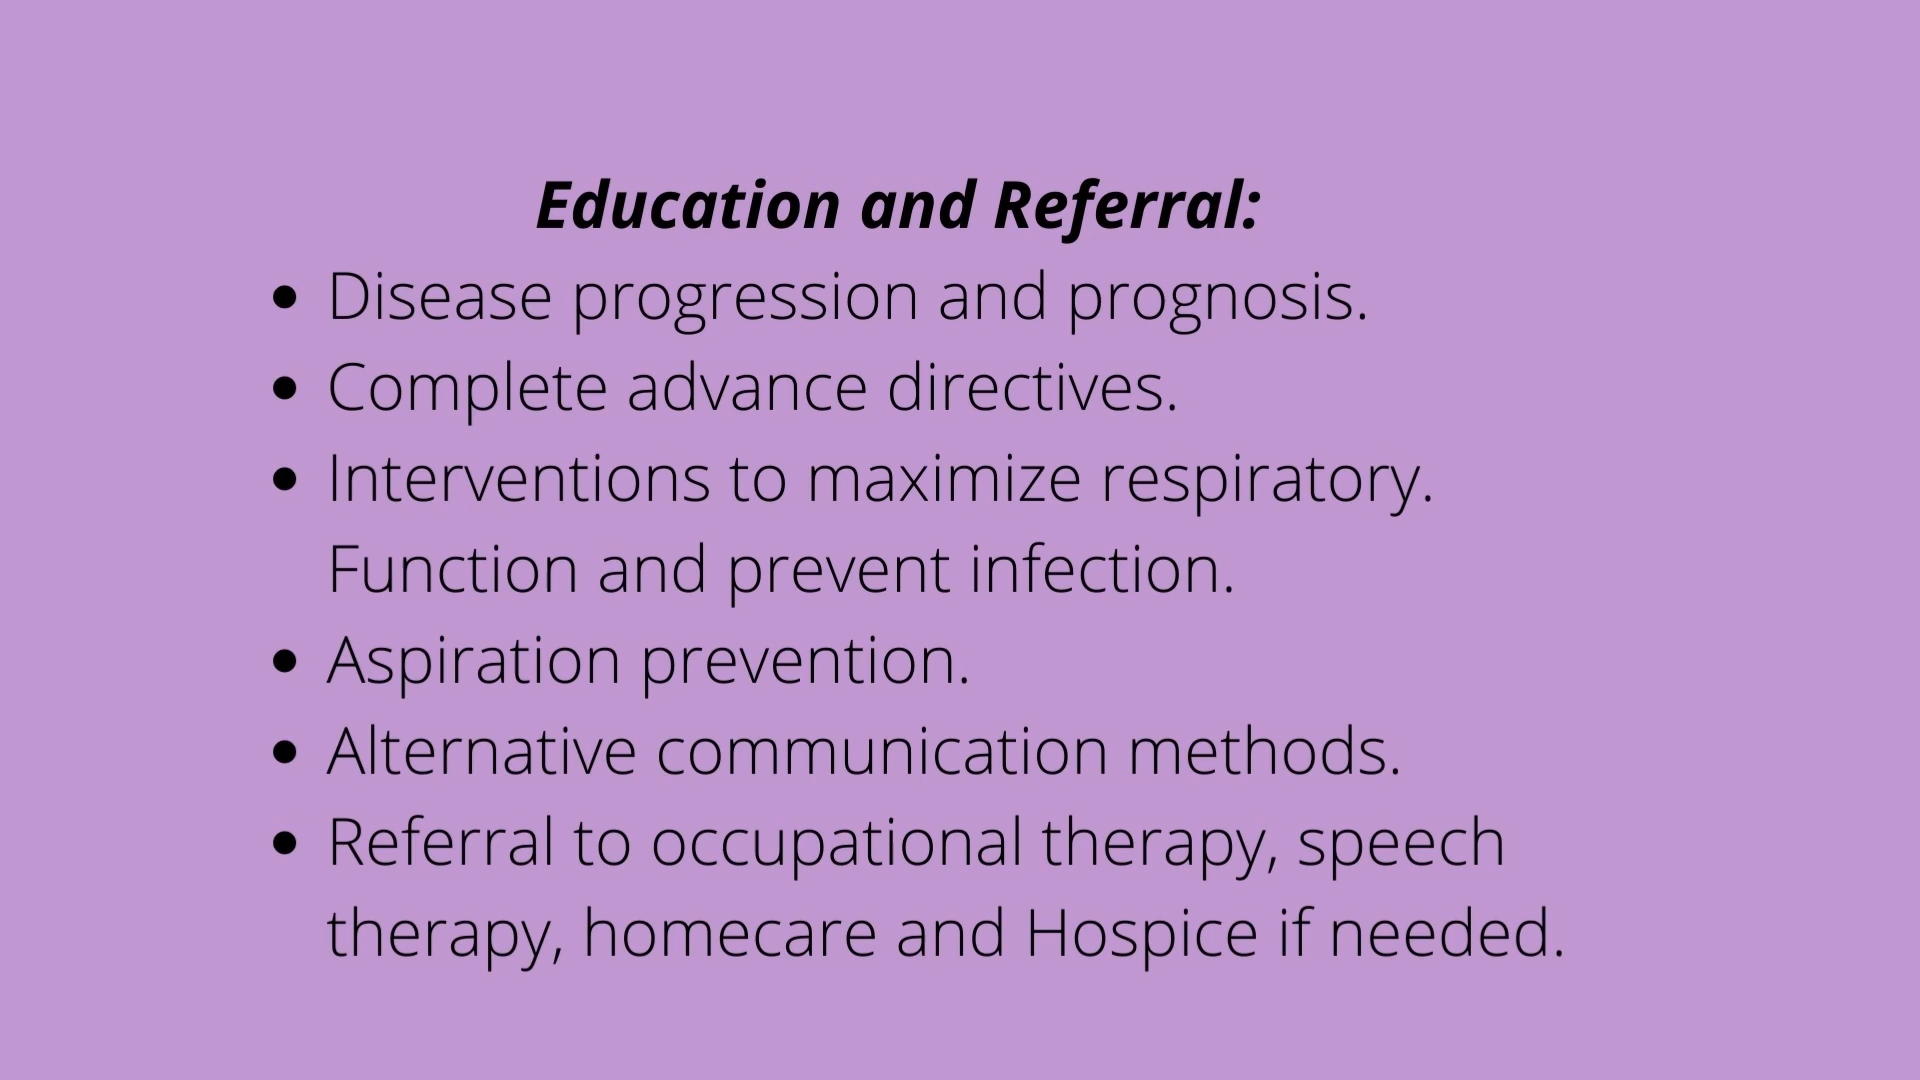 Education and Referral:
• Disease progression and prognosis.
• Complete advance directives.
• Interventions to maximize respiratory.
Function and prevent infection.
• Aspiration prevention.
• Alternative communication methods.
• Referral to occupational therapy, speech
therapy, homecare and Hospice if needed.